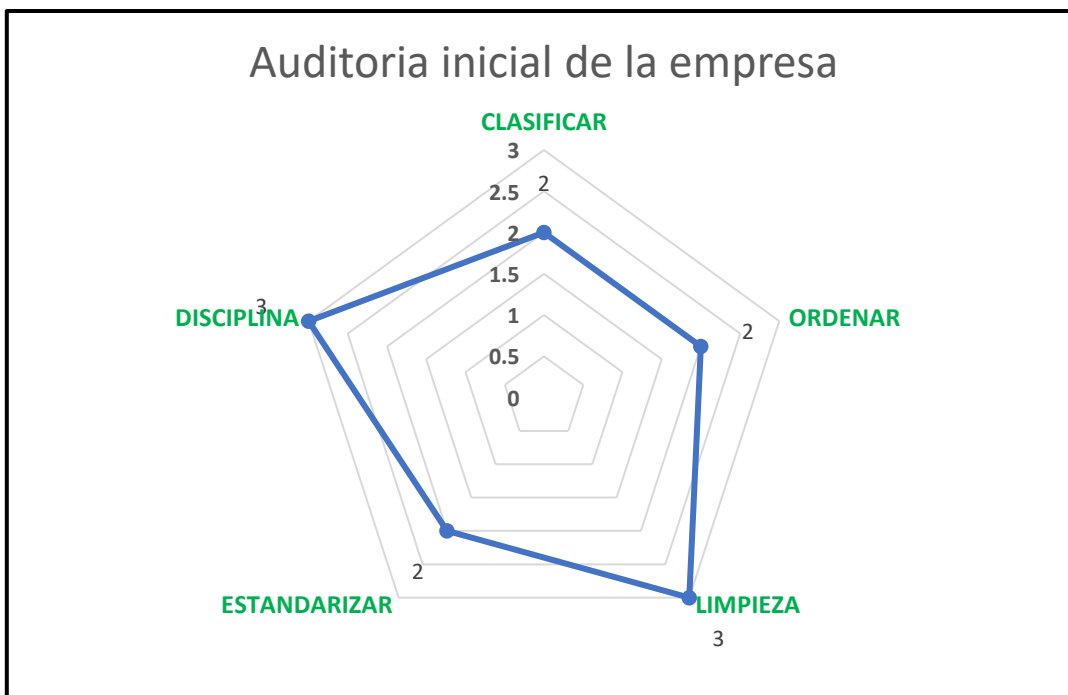 Auditoria inicial de la empresa
CLASIFICAR
3
2
2.5
2
DISCIPLINA
3
1.5
1
0.5
0
2
ORDENAR
ESTANDARIZAR
2
LIMPIEZA
3